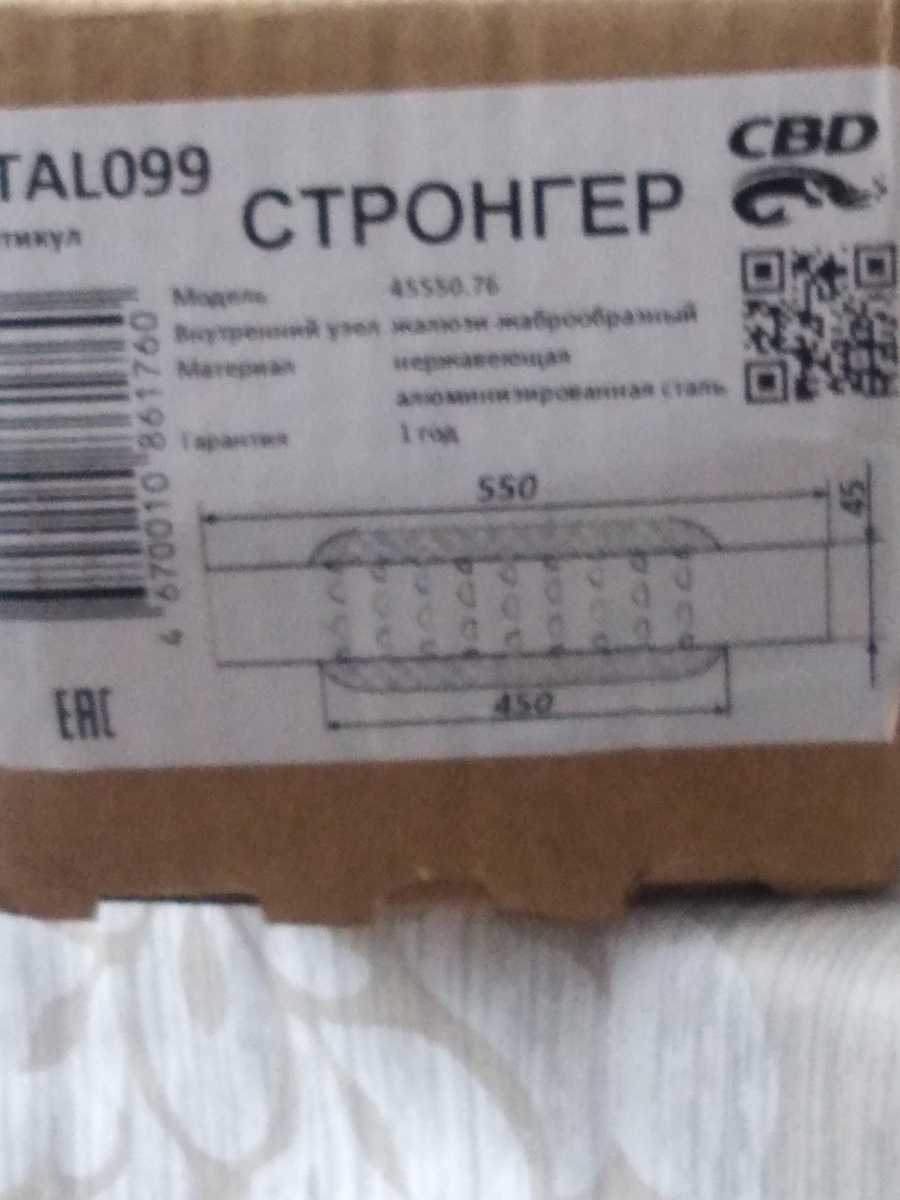 TAL099
тикул
СТРОНГЕР
CBD
Модель 45550.76
Внутренний узел жалюзи-жаброобразный
Материал нержавеющая
алюминизированная сталь
Гарантия 1 год
4 670010 861760
550
45
450
EAC